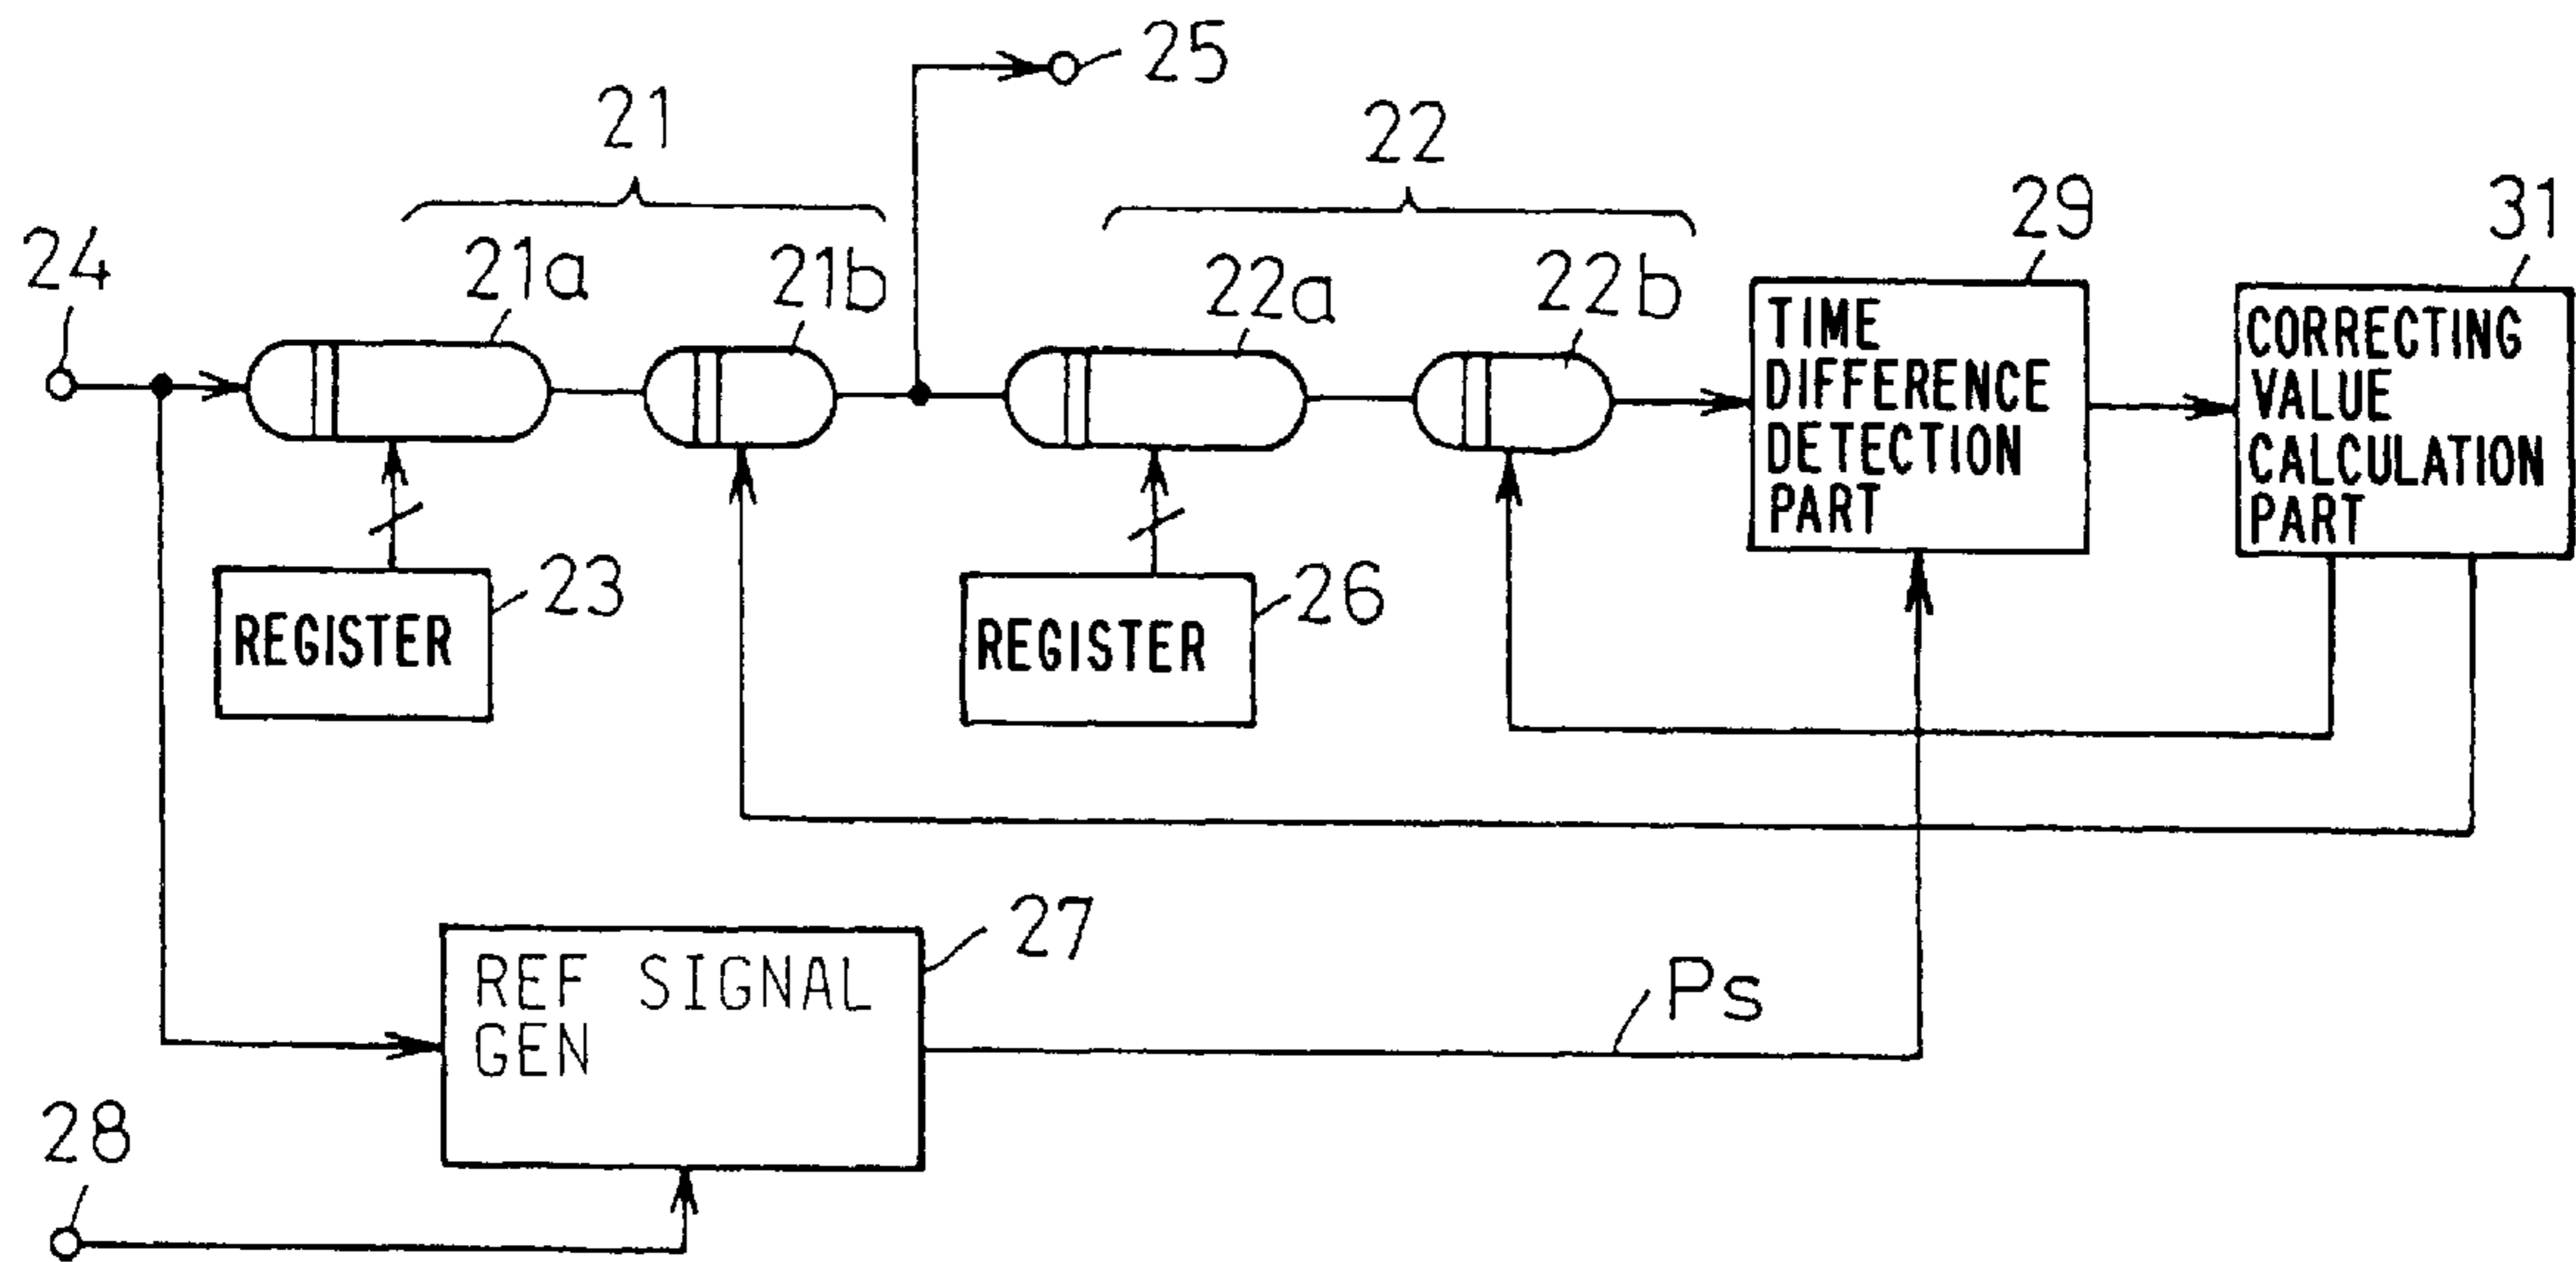 25
21
22
24
21a
21b
22a
22b
29
31
TIME
DIFFERENCE
DETECTION
PART
CORRECTING
VALUE
CALCULATION
PART
REGISTER
23
REGISTER
26
REF SIGNAL
GEN
27
Ps
28